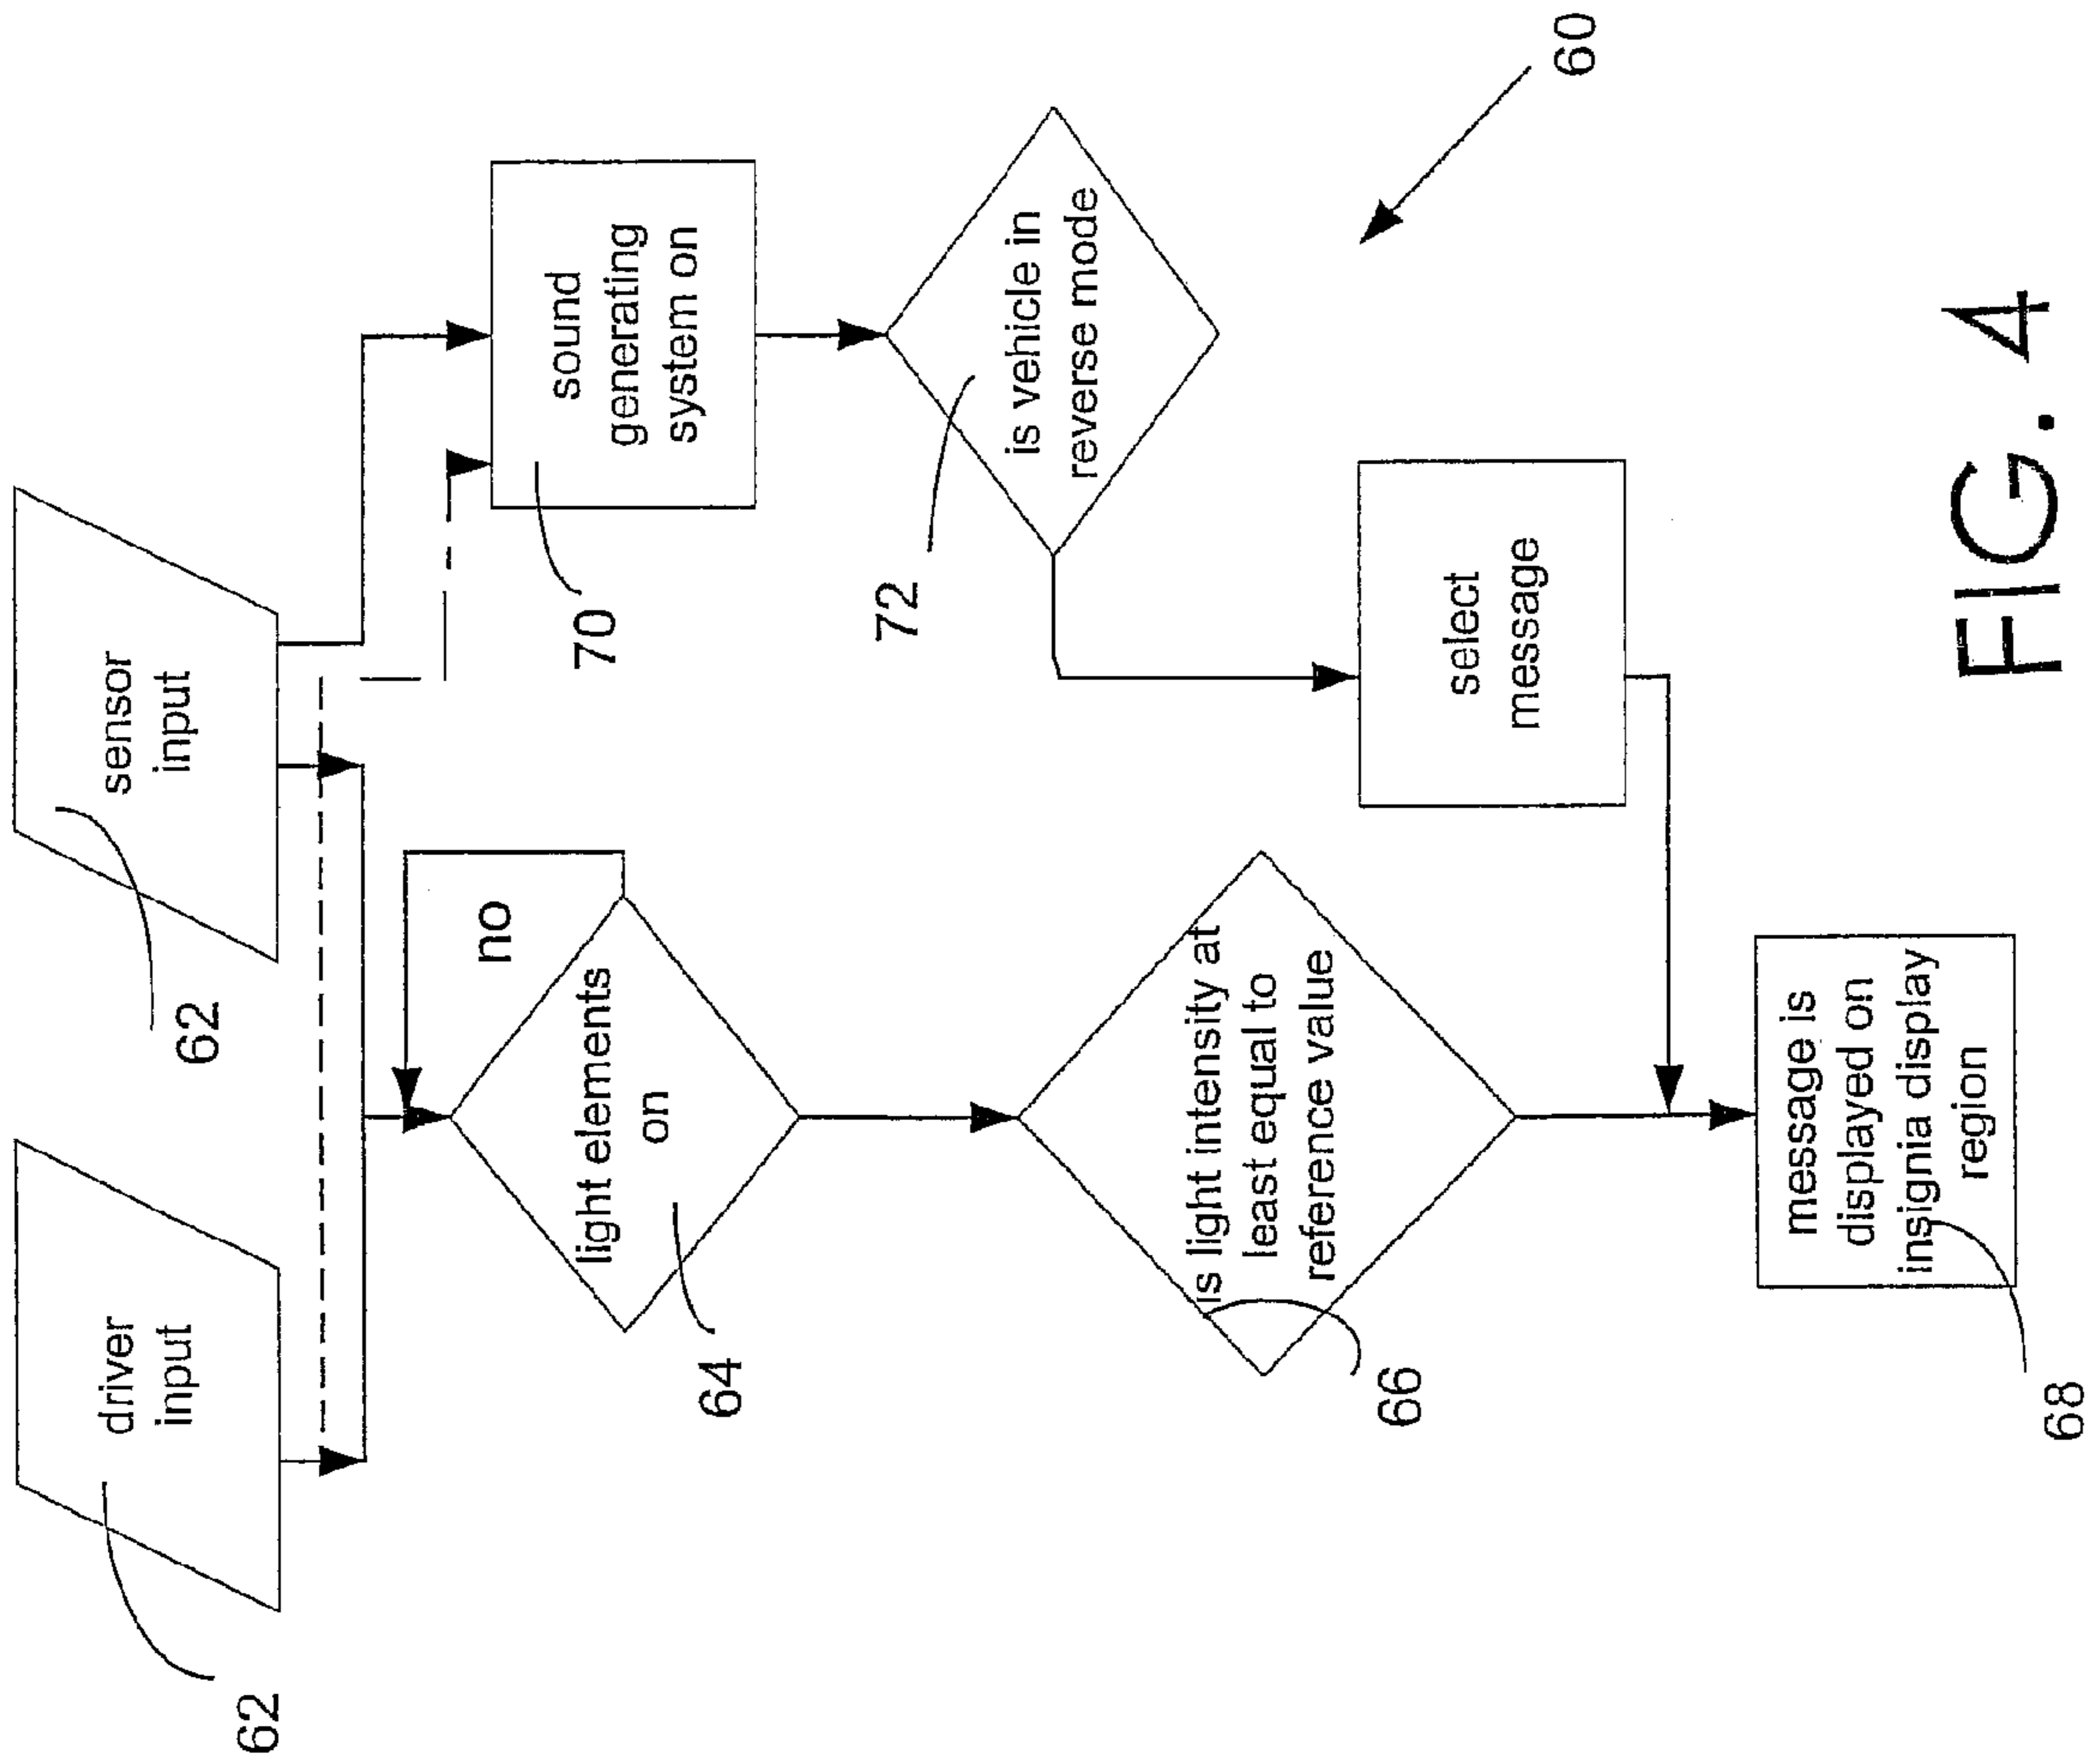 driver
input
62
sensor
input
62
no
light elements
on
64
sound
generating
system on
70
is light intensity at
least equal to
reference value
66
is vehicle in
reverse mode
72
select
message
message is
displayed on
insignia display
region
68
60
FIG. 4